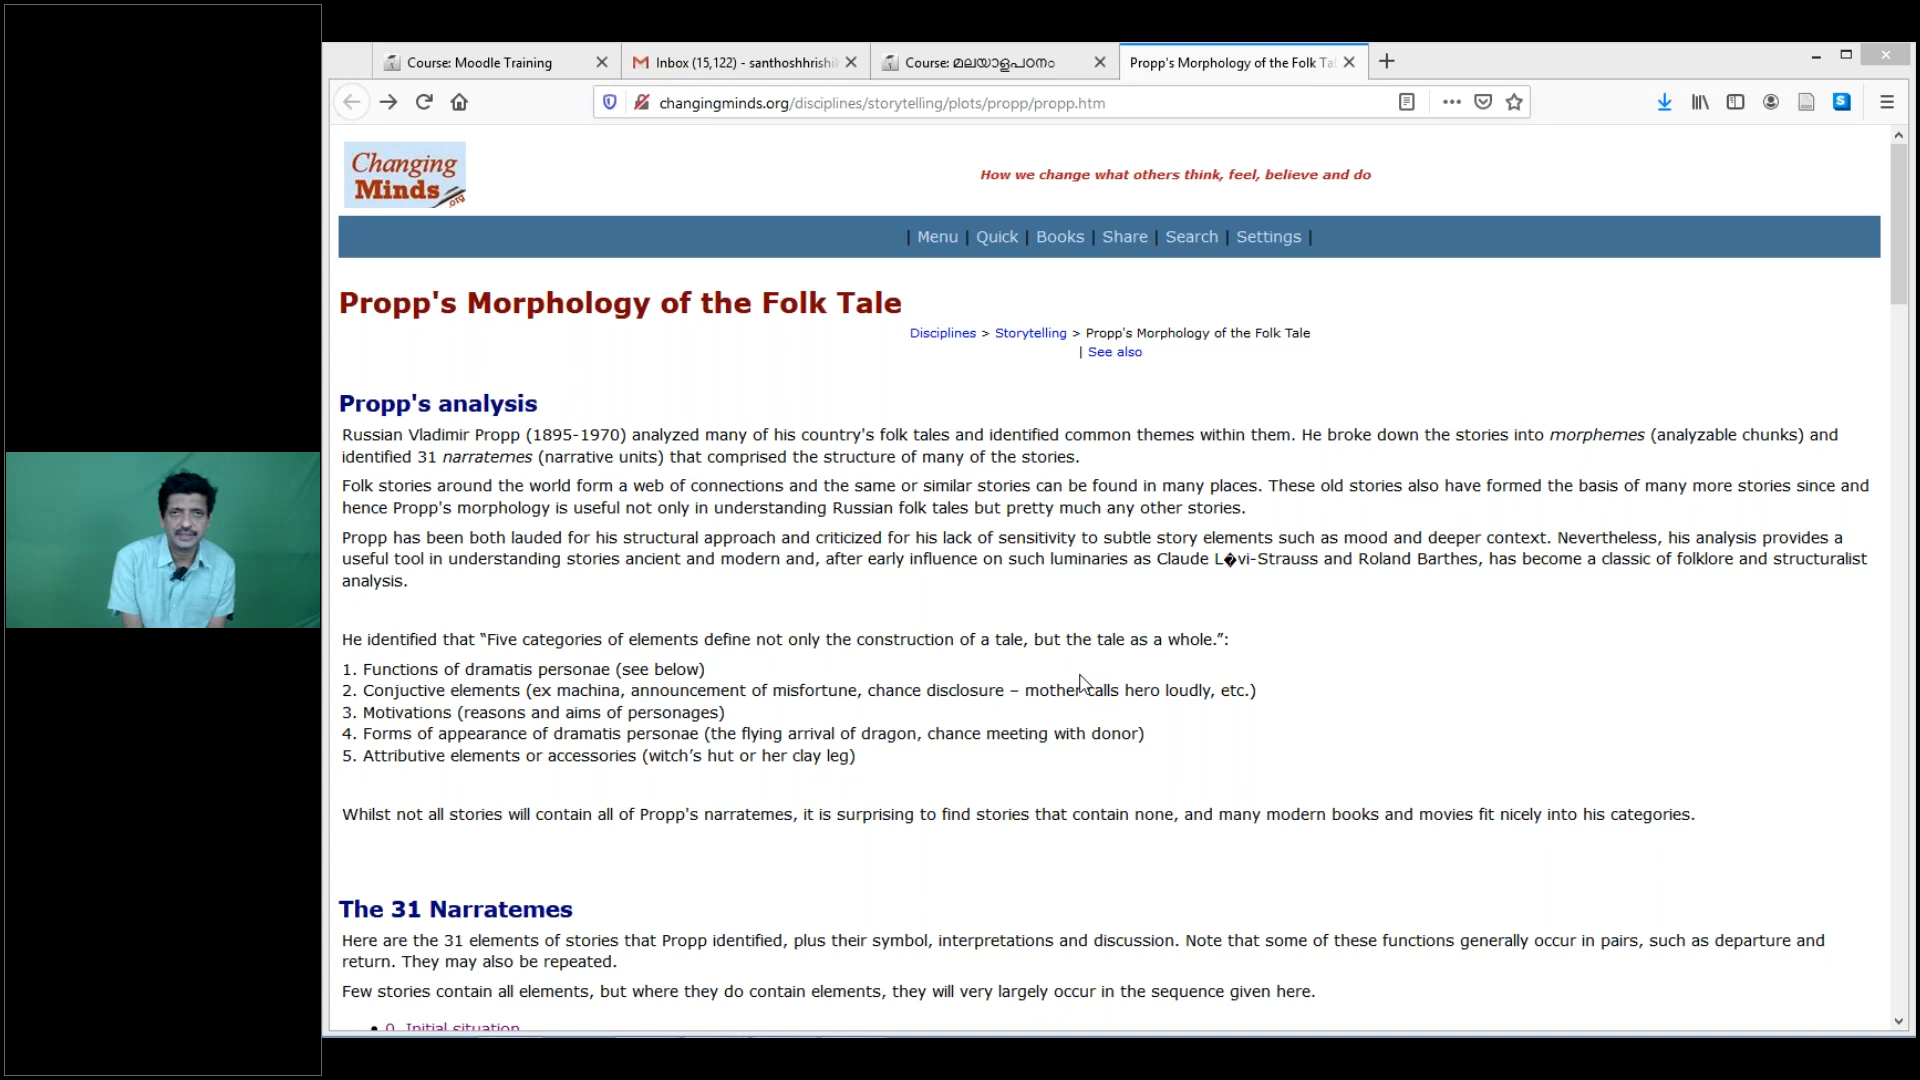 Course: Moodle Training
Inbox (15,122) - santhoshhrishi
Course: മലയാളപഠനം
Propp's Morphology of the Folk Ta
changingminds.org/disciplines/storytelling/plots/propp/propp.htm
Changing
Minds
.org
How we change what others think, feel, believe and do
| Menu | Quick | Books | Share | Search | Settings |
Propp's Morphology of the Folk Tale
Disciplines > Storytelling > Propp's Morphology of the Folk Tale
| See also
Propp's analysis
Russian Vladimir Propp (1895-1970) analyzed many of his country's folk tales and identified common themes within them. He broke down the stories into morphemes (analyzable chunks) and
identified 31 narratemes (narrative units) that comprised the structure of many of the stories.
Folk stories around the world form a web of connections and the same or similar stories can be found in many places. These old stories also have formed the basis of many more stories since and
hence Propp's morphology is useful not only in understanding Russian folk tales but pretty much any other stories.
Propp has been both lauded for his structural approach and criticized for his lack of sensitivity to subtle story elements such as mood and deeper context. Nevertheless, his analysis provides a
useful tool in understanding stories ancient and modern and, after early influence on such luminaries as Claude L�vi-Strauss and Roland Barthes, has become a classic of folklore and structuralist
analysis.
He identified that “Five categories of elements define not only the construction of a tale, but the tale as a whole.”:
1. Functions of dramatis personae (see below)
2. Conjuctive elements (ex machina, announcement of misfortune, chance disclosure – mother calls hero loudly, etc.)
3. Motivations (reasons and aims of personages)
4. Forms of appearance of dramatis personae (the flying arrival of dragon, chance meeting with donor)
5. Attributive elements or accessories (witch’s hut or her clay leg)
Whilst not all stories will contain all of Propp's narratemes, it is surprising to find stories that contain none, and many modern books and movies fit nicely into his categories.
The 31 Narratemes
Here are the 31 elements of stories that Propp identified, plus their symbol, interpretations and discussion. Note that some of these functions generally occur in pairs, such as departure and
return. They may also be repeated.
Few stories contain all elements, but where they do contain elements, they will very largely occur in the sequence given here.
• 0. Initial situation